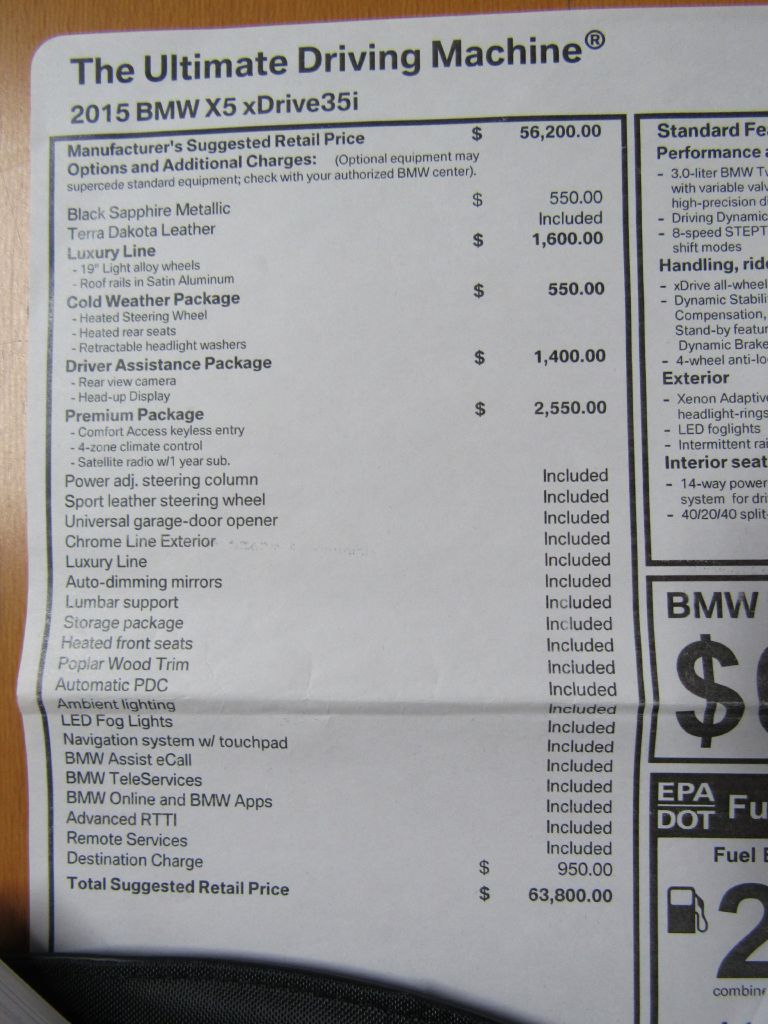 The Ultimate Driving Machine®
2015 BMW X5 xDrive35i
Manufacturer's Suggested Retail Price $ 56,200.00
Options and Additional Charges: (Optional equipment may
supercede standard equipment; check with your authorized BMW center).
Black Sapphire Metallic $ 550.00
Terra Dakota Leather Included
Luxury Line $ 1,600.00
- 19" Light alloy wheels
- Roof rails in Satin Aluminum
Cold Weather Package $ 550.00
- Heated Steering Wheel
- Heated rear seats
- Retractable headlight washers
Driver Assistance Package $ 1,400.00
- Rear view camera
- Head-up Display
Premium Package $ 2,550.00
- Comfort Access keyless entry
- 4-zone climate control
- Satellite radio w/1 year sub.
Power adj. steering column Included
Sport leather steering wheel Included
Universal garage-door opener Included
Chrome Line Exterior Included
Luxury Line Included
Auto-dimming mirrors Included
Lumbar support Included
Storage package Included
Heated front seats Included
Poplar Wood Trim Included
Automatic PDC Included
Ambient lighting Included
LED Fog Lights Included
Navigation system w/ touchpad Included
BMW Assist eCall Included
BMW TeleServices Included
BMW Online and BMW Apps Included
Advanced RTTI Included
Remote Services Included
Destination Charge $ 950.00
Total Suggested Retail Price $ 63,800.00
Standard Fe
Performance
- 3.0-liter BMW Tw
with variable valv
high-precision d
- Driving Dynamic
- 8-speed STEPT
shift modes
Handling, ride
- xDrive all-wheel
- Dynamic Stabili
Compensation,
Stand-by featur
Dynamic Brake
- 4-wheel anti-lo
Exterior
- Xenon Adaptive
headlight-rings
- LED foglights
- Intermittent rai
Interior seat
- 14-way power
system for dri
- 40/20/40 split-
BMW
$
EPA
DOT
Fu
Fuel E
2
combine